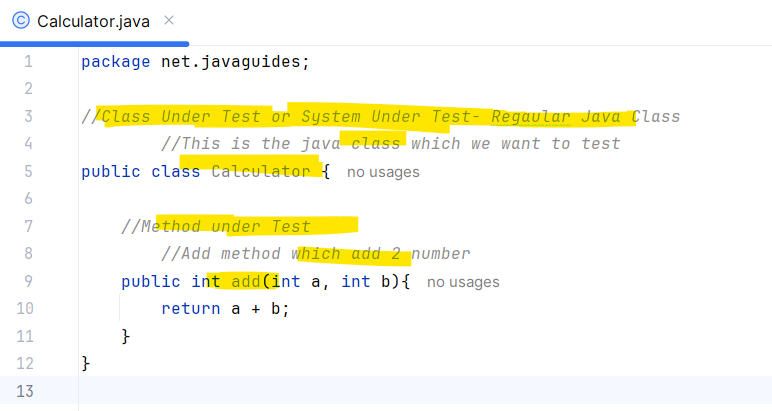 Calculator.java
1 package net.javaguides;
2
3 //Class Under Test or System Under Test- Regaular Java Class
4 //This is the java class which we want to test
5 public class Calculator { no usages
6
7 //Method under Test
8 //Add method which add 2 number
9 public int add(int a, int b){ no usages
10 return a + b;
11 }
12 }
13